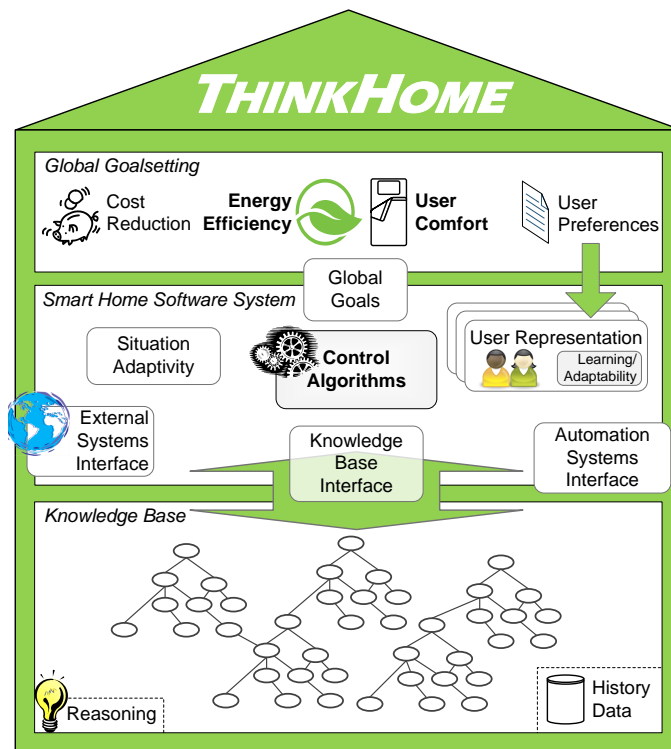 THINKHOME
Global Goalsetting
Cost
Reduction
Energy
Efficiency
User
Comfort
User
Preferences
Global
Goals
Smart Home Software System
Situation
Adaptivity
Control
Algorithms
User Representation
Learning/
Adaptability
External
Systems
Interface
Knowledge
Base
Interface
Automation
Systems
Interface
Knowledge Base
Reasoning
History
Data